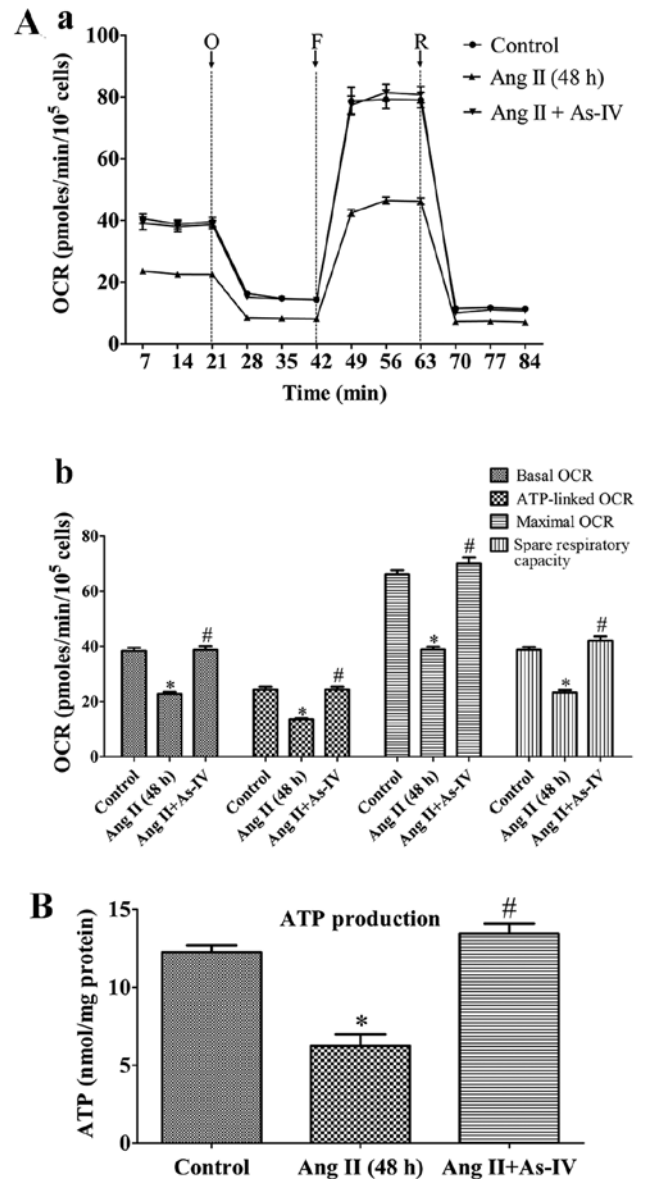 A a
O F R
Control
Ang II (48 h)
Ang II + As-IV
OCR (pmoles/min/10⁵ cells)
100
80
60
40
20
0
7 14 21 28 35 42 49 56 63 70 77 84
Time (min)
b
Basal OCR
ATP-linked OCR
Maximal OCR
Spare respiratory
capacity
OCR (pmoles/min/10⁵ cells)
80
60
40
20
0
* # * # * # * #
Control Ang II (48 h) Ang II+As-IV Control Ang II (48 h) Ang II+As-IV Control Ang II (48 h) Ang II+As-IV Control Ang II (48 h) Ang II+As-IV
B
ATP production
ATP (nmol/mg protein)
15
10
5
0
* #
Control Ang II (48 h) Ang II+As-IV